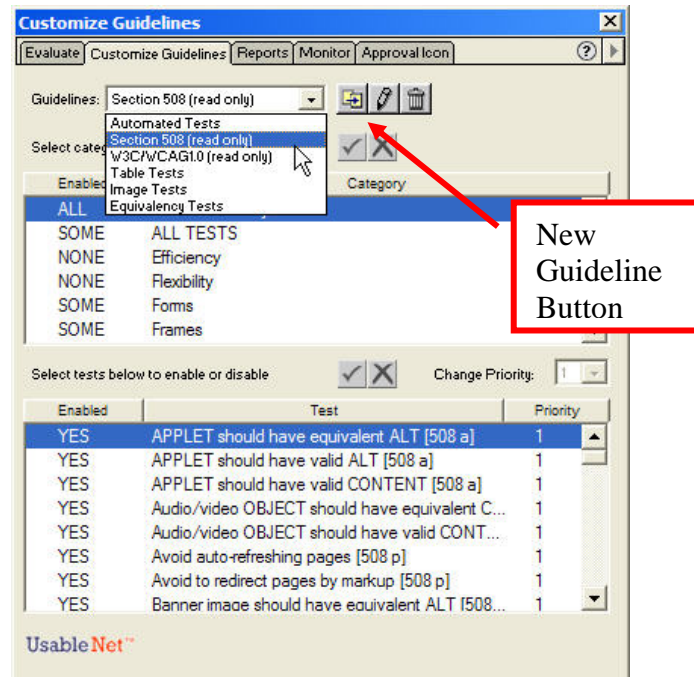 Customize Guidelines
Evaluate Customize Guidelines Reports Monitor Approval Icon ?
Guidelines: Section 508 (read only)
Automated Tests
Section 508 (read only)
W3C/WCAG1.0 (read only)
Table Tests
Image Tests
Equivalency Tests
Select categ
Enabled Category
ALL
SOME ALL TESTS
NONE Efficiency
NONE Flexibility
SOME Forms
SOME Frames
New
Guideline
Button
Select tests below to enable or disable Change Priority: 1
Enabled Test Priority
YES APPLET should have equivalent ALT [508 a] 1
YES APPLET should have valid ALT [508 a] 1
YES APPLET should have valid CONTENT [508 a] 1
YES Audio/video OBJECT should have equivalent C... 1
YES Audio/video OBJECT should have valid CONT... 1
YES Avoid auto-refreshing pages [508 p] 1
YES Avoid to redirect pages by markup [508 p] 1
YES Banner image should have equivalent ALT [508... 1
UsableNet™